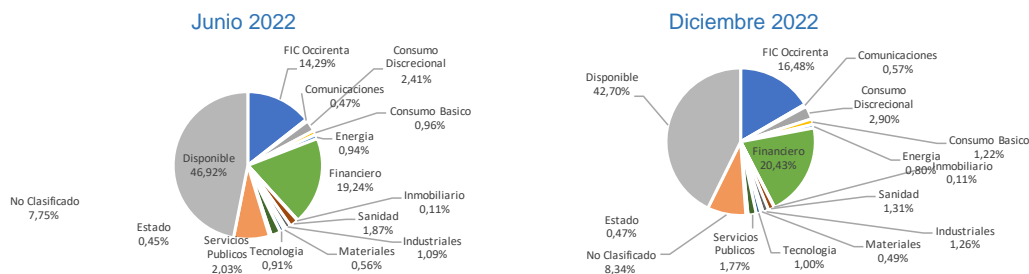 Junio 2022
FIC Occirenta
14,29%
Comunicaciones
0,47%
Consumo
Discrecional
2,41%
Consumo Basico
0,96%
Energia
0,94%
Financiero
19,24%
Inmobiliario
0,11%
Sanidad
1,87%
Industriales
1,09%
Materiales
0,56%
Tecnologia
0,91%
Servicios
Publicos
2,03%
Estado
0,45%
No Clasificado
7,75%
Disponible
46,92%
Diciembre 2022
FIC Occirenta
16,48%
Comunicaciones
0,57%
Consumo
Discrecional
2,90%
Consumo Basico
1,22%
Energia
0,80%
Financiero
20,43%
Inmobiliario
0,11%
Sanidad
1,31%
Industriales
1,26%
Materiales
0,49%
Tecnologia
1,00%
Servicios
Publicos
1,77%
Estado
0,47%
No Clasificado
8,34%
Disponible
42,70%